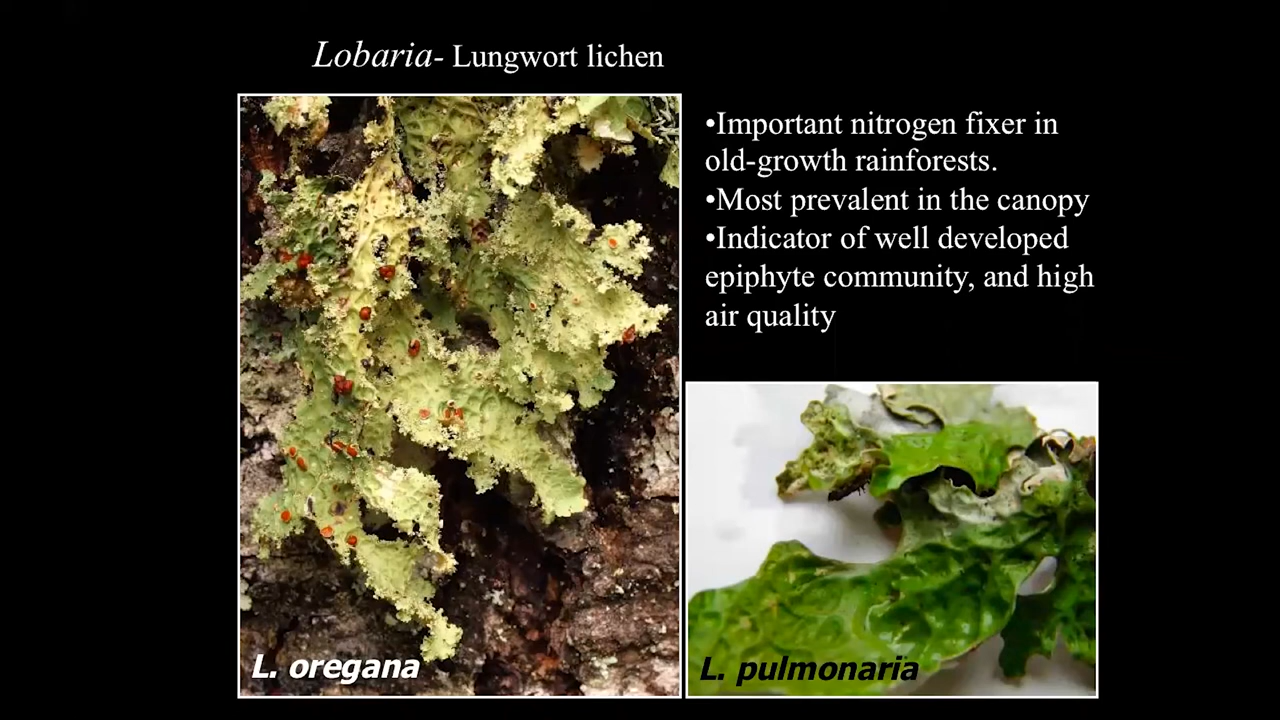 Lobaria- Lungwort lichen
•Important nitrogen fixer in
old-growth rainforests.
•Most prevalent in the canopy
•Indicator of well developed
epiphyte community, and high
air quality
L. oregana
L. pulmonaria